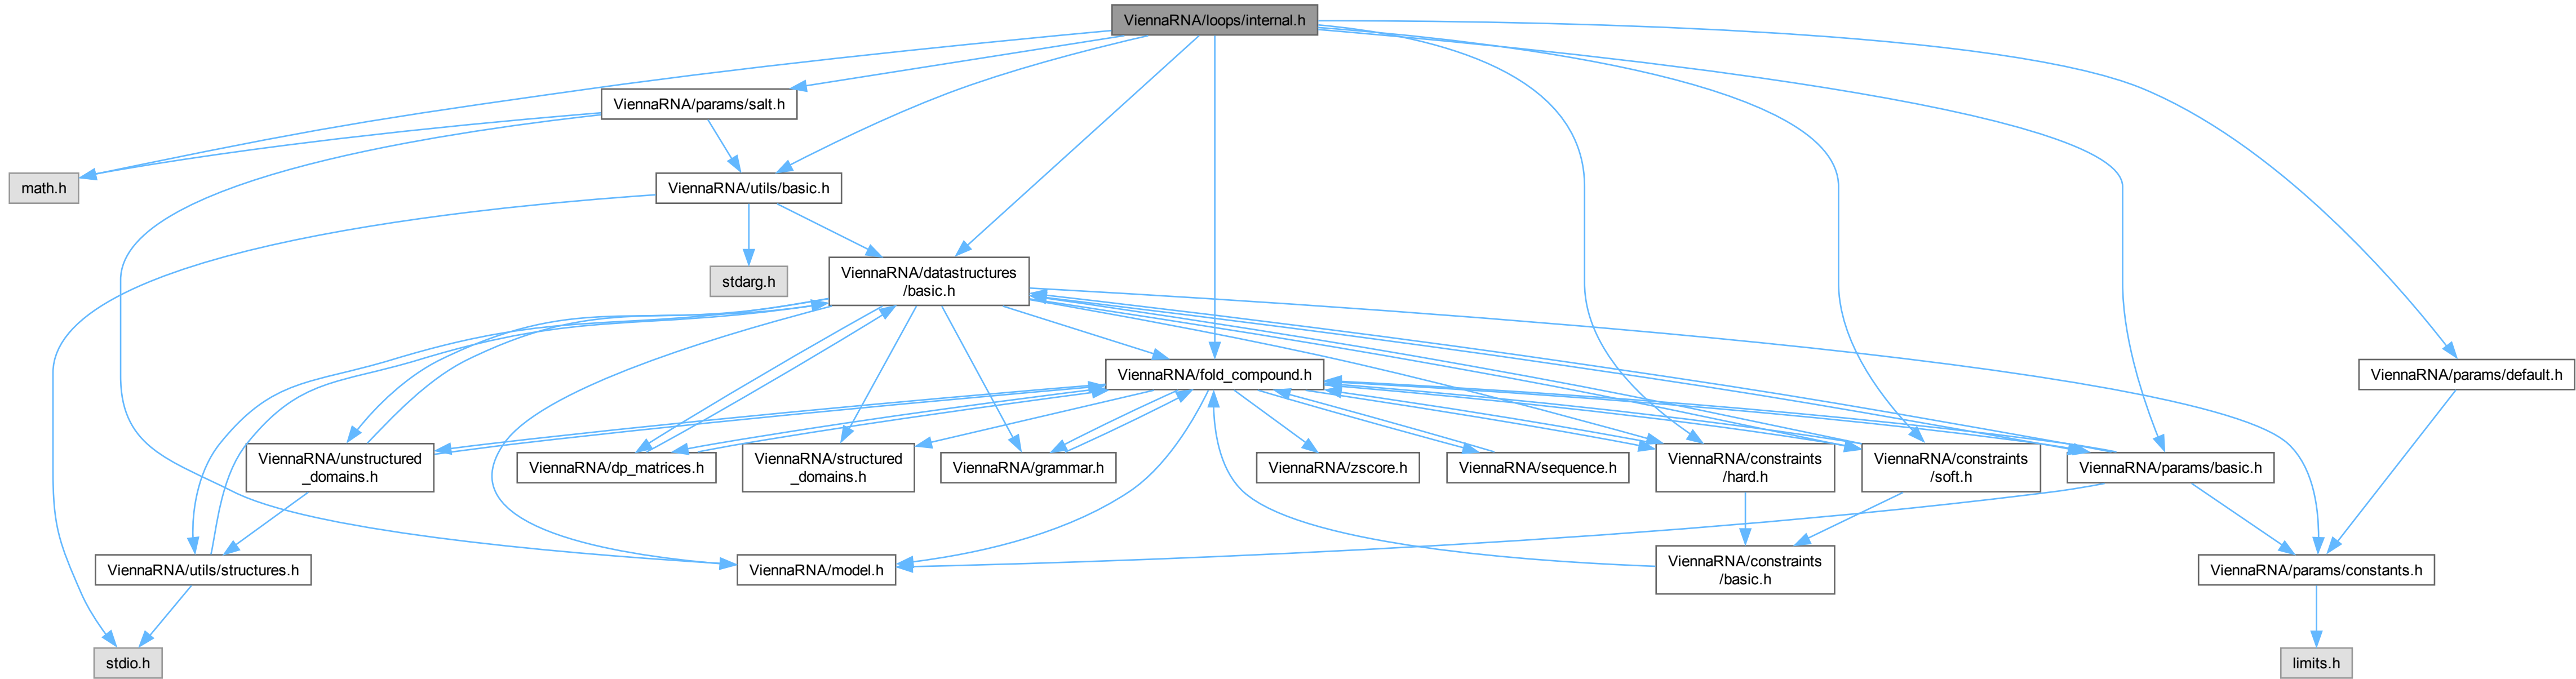 ViennaRNA/loops/internal.h
ViennaRNA/params/salt.h
math.h
ViennaRNA/utils/basic.h
stdarg.h
ViennaRNA/datastructures
/basic.h
ViennaRNA/fold_compound.h
ViennaRNA/params/default.h
ViennaRNA/unstructured
_domains.h
ViennaRNA/dp_matrices.h
ViennaRNA/structured
_domains.h
ViennaRNA/grammar.h
ViennaRNA/zscore.h
ViennaRNA/sequence.h
ViennaRNA/constraints
/hard.h
ViennaRNA/constraints
/soft.h
ViennaRNA/params/basic.h
ViennaRNA/utils/structures.h
ViennaRNA/model.h
ViennaRNA/constraints
/basic.h
ViennaRNA/params/constants.h
stdio.h
limits.h